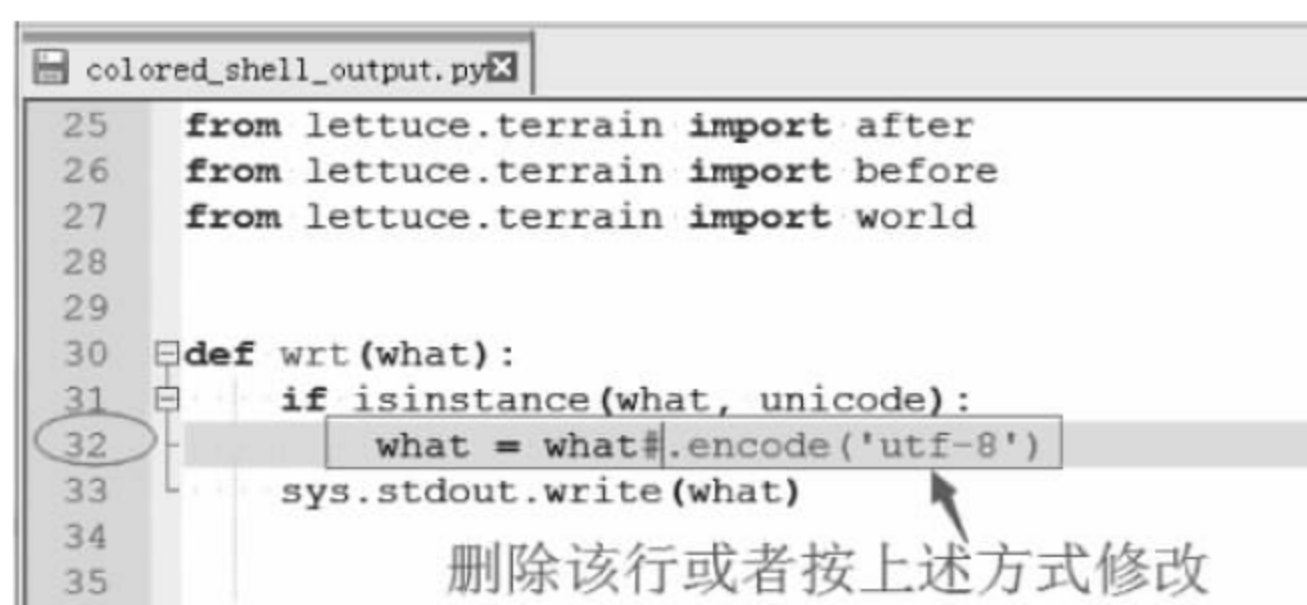 colored_shell_output.py
25 from lettuce.terrain import after
26 from lettuce.terrain import before
27 from lettuce.terrain import world
28
29
30 def wrt(what):
31 if isinstance(what, unicode):
32 what = what#.encode('utf-8')
33 sys.stdout.write(what)
34
35
删除该行或者按上述方式修改